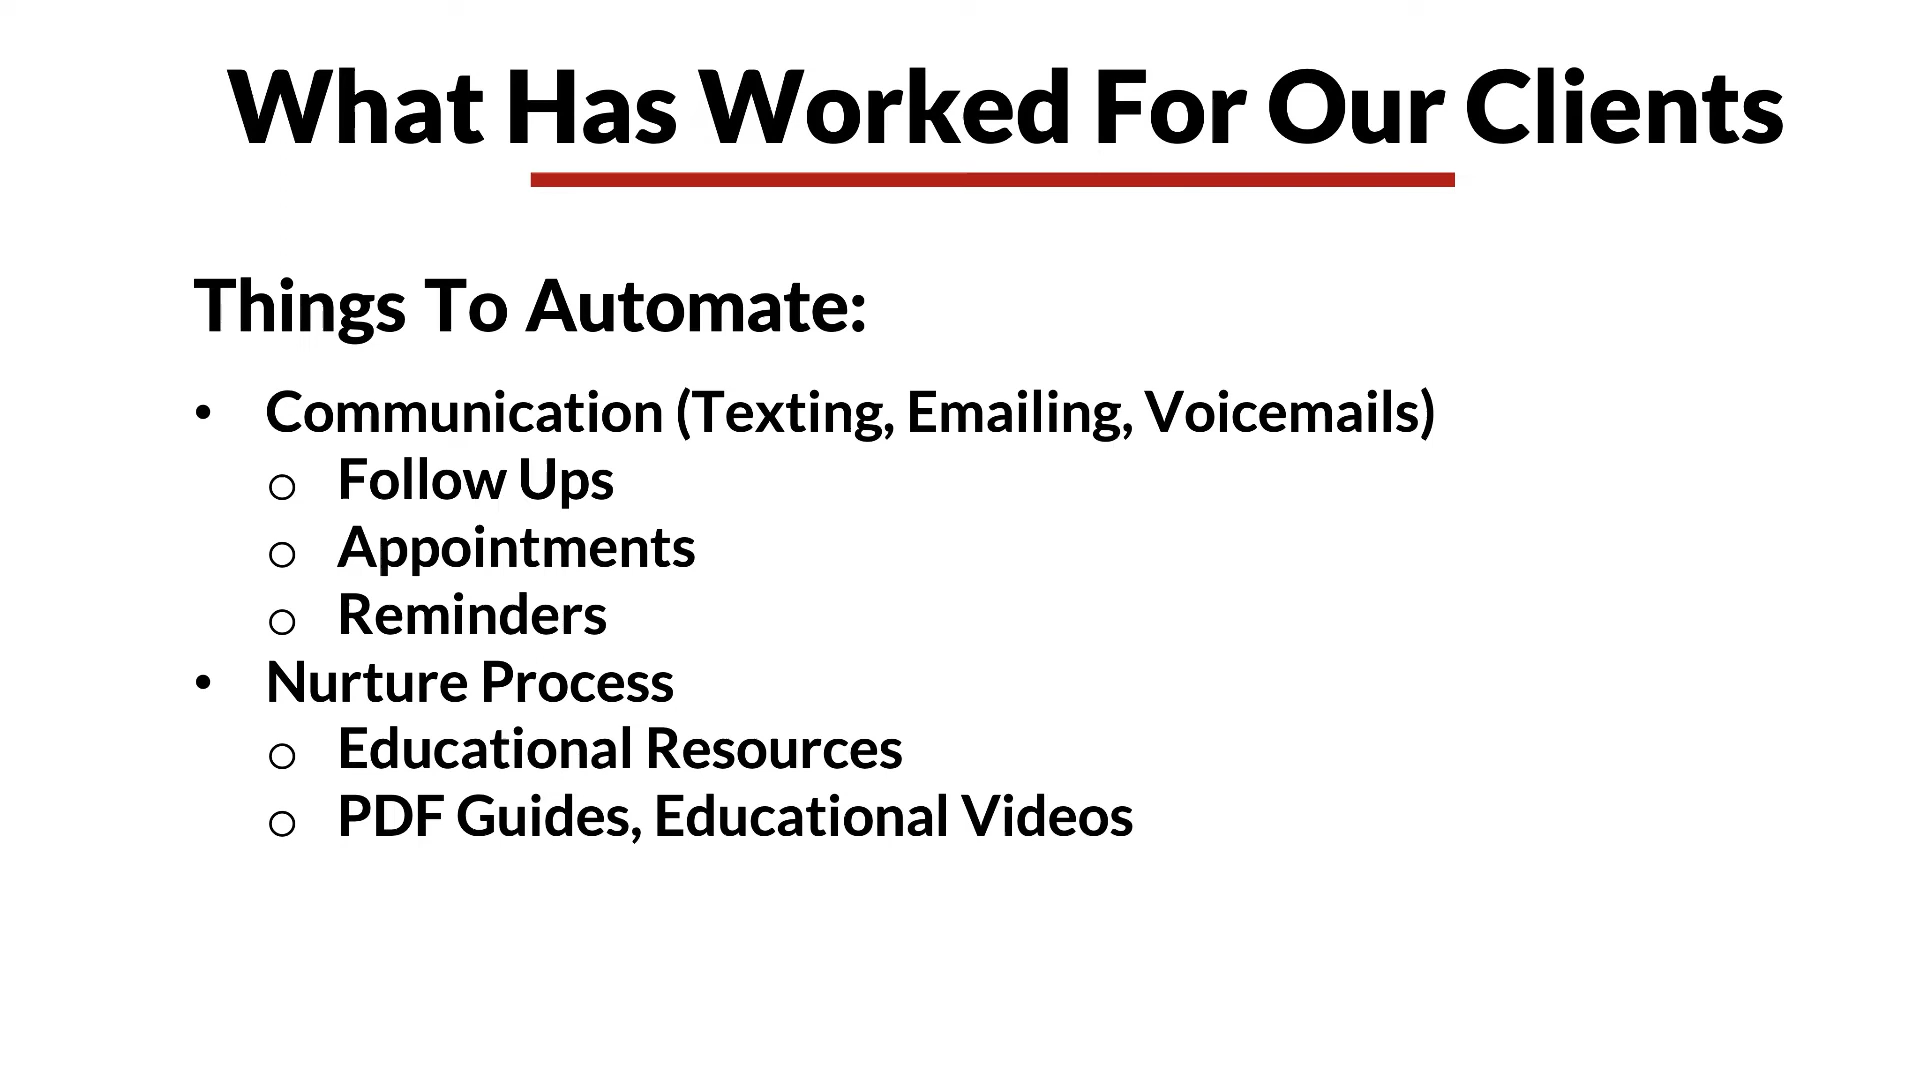 What Has Worked For Our Clients
Things To Automate:
• Communication (Texting, Emailing, Voicemails)
o Follow Ups
o Appointments
o Reminders
• Nurture Process
o Educational Resources
o PDF Guides, Educational Videos